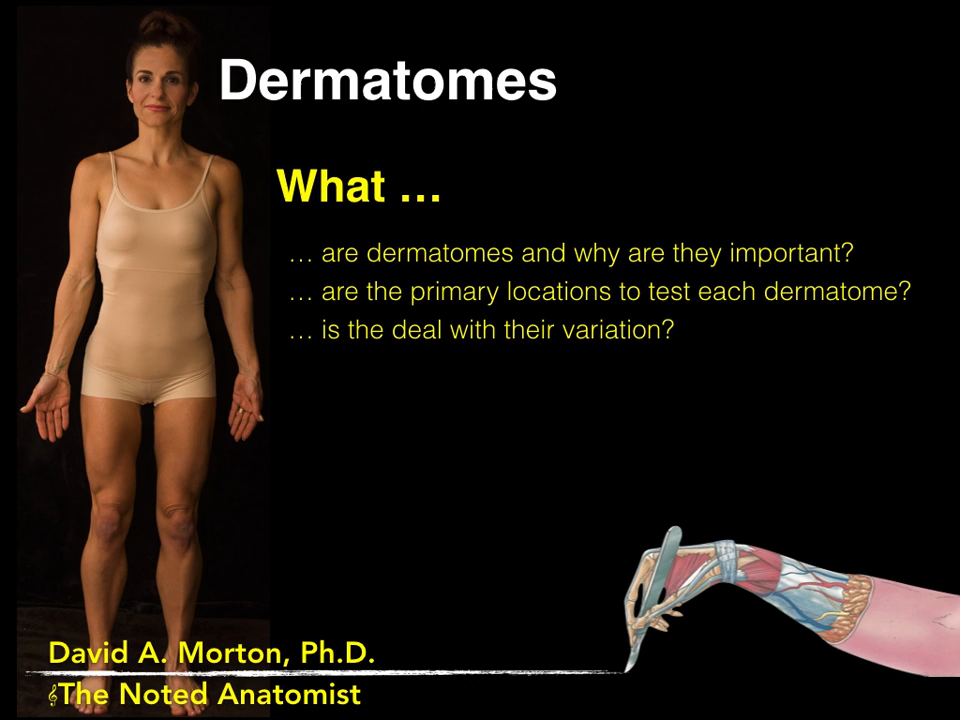 Dermatomes
What …
… are dermatomes and why are they important?
… are the primary locations to test each dermatome?
… is the deal with their variation?
David A. Morton, Ph.D.
𝄞The Noted Anatomist